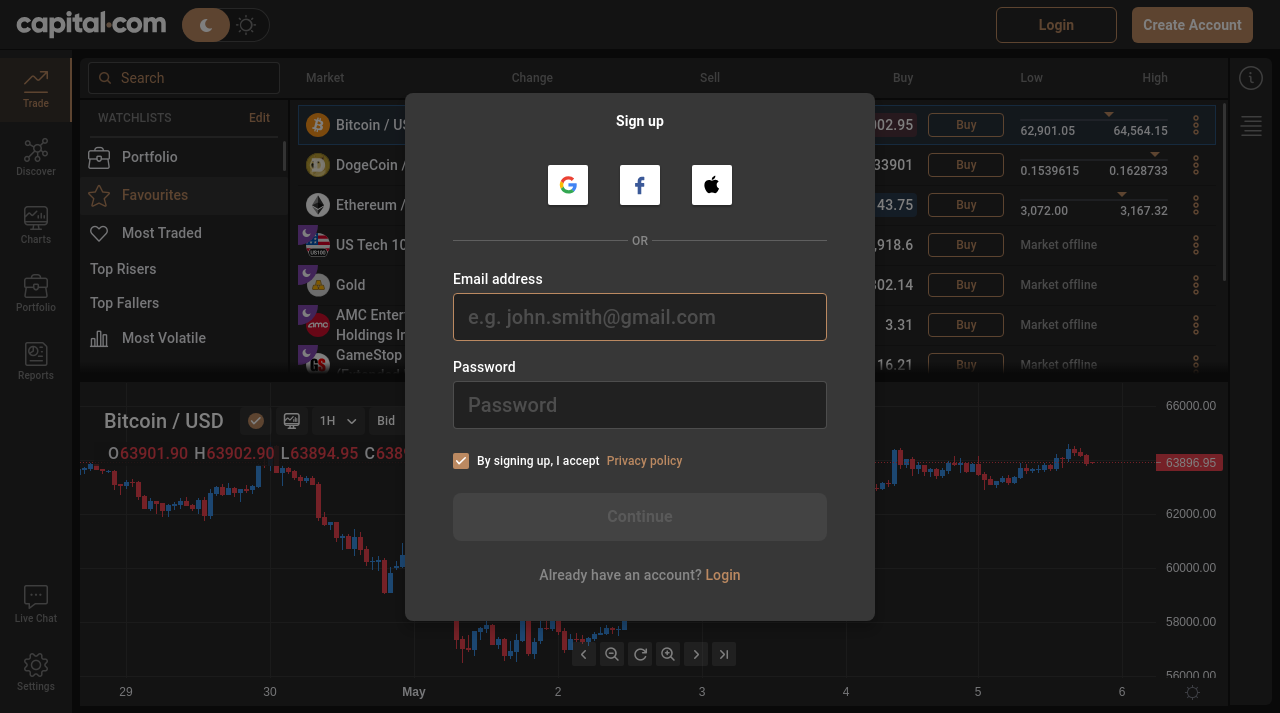 capital.com
Login
Create Account
Trade
Discover
Charts
Portfolio
Reports
Live Chat
Settings
Search
WATCHLISTS Edit
Portfolio
Favourites
Most Traded
Top Risers
Top Fallers
Most Volatile
Market Change Sell Buy Low High
Bitcoin / US 02.95 Buy 62,901.05 64,564.15
DogeCoin / 33901 Buy 0.1539615 0.1628733
Ethereum / 43.75 Buy 3,072.00 3,167.32
US Tech 10 ,918.6 Buy Market offline
Gold 302.14 Buy Market offline
AMC Enter
Holdings In 3.31 Buy Market offline
GameStop 16.21 Buy Market offline
Sign up
OR
Email address
e.g. john.smith@gmail.com
Password
Password
By signing up, I accept Privacy policy
Continue
Already have an account? Login
Bitcoin / USD 1H Bid
O63901.90 H63902.90 L63894.95 C6389
66000.00
63896.95
62000.00
60000.00
58000.00
56000.00
29 30 May 2 3 4 5 6